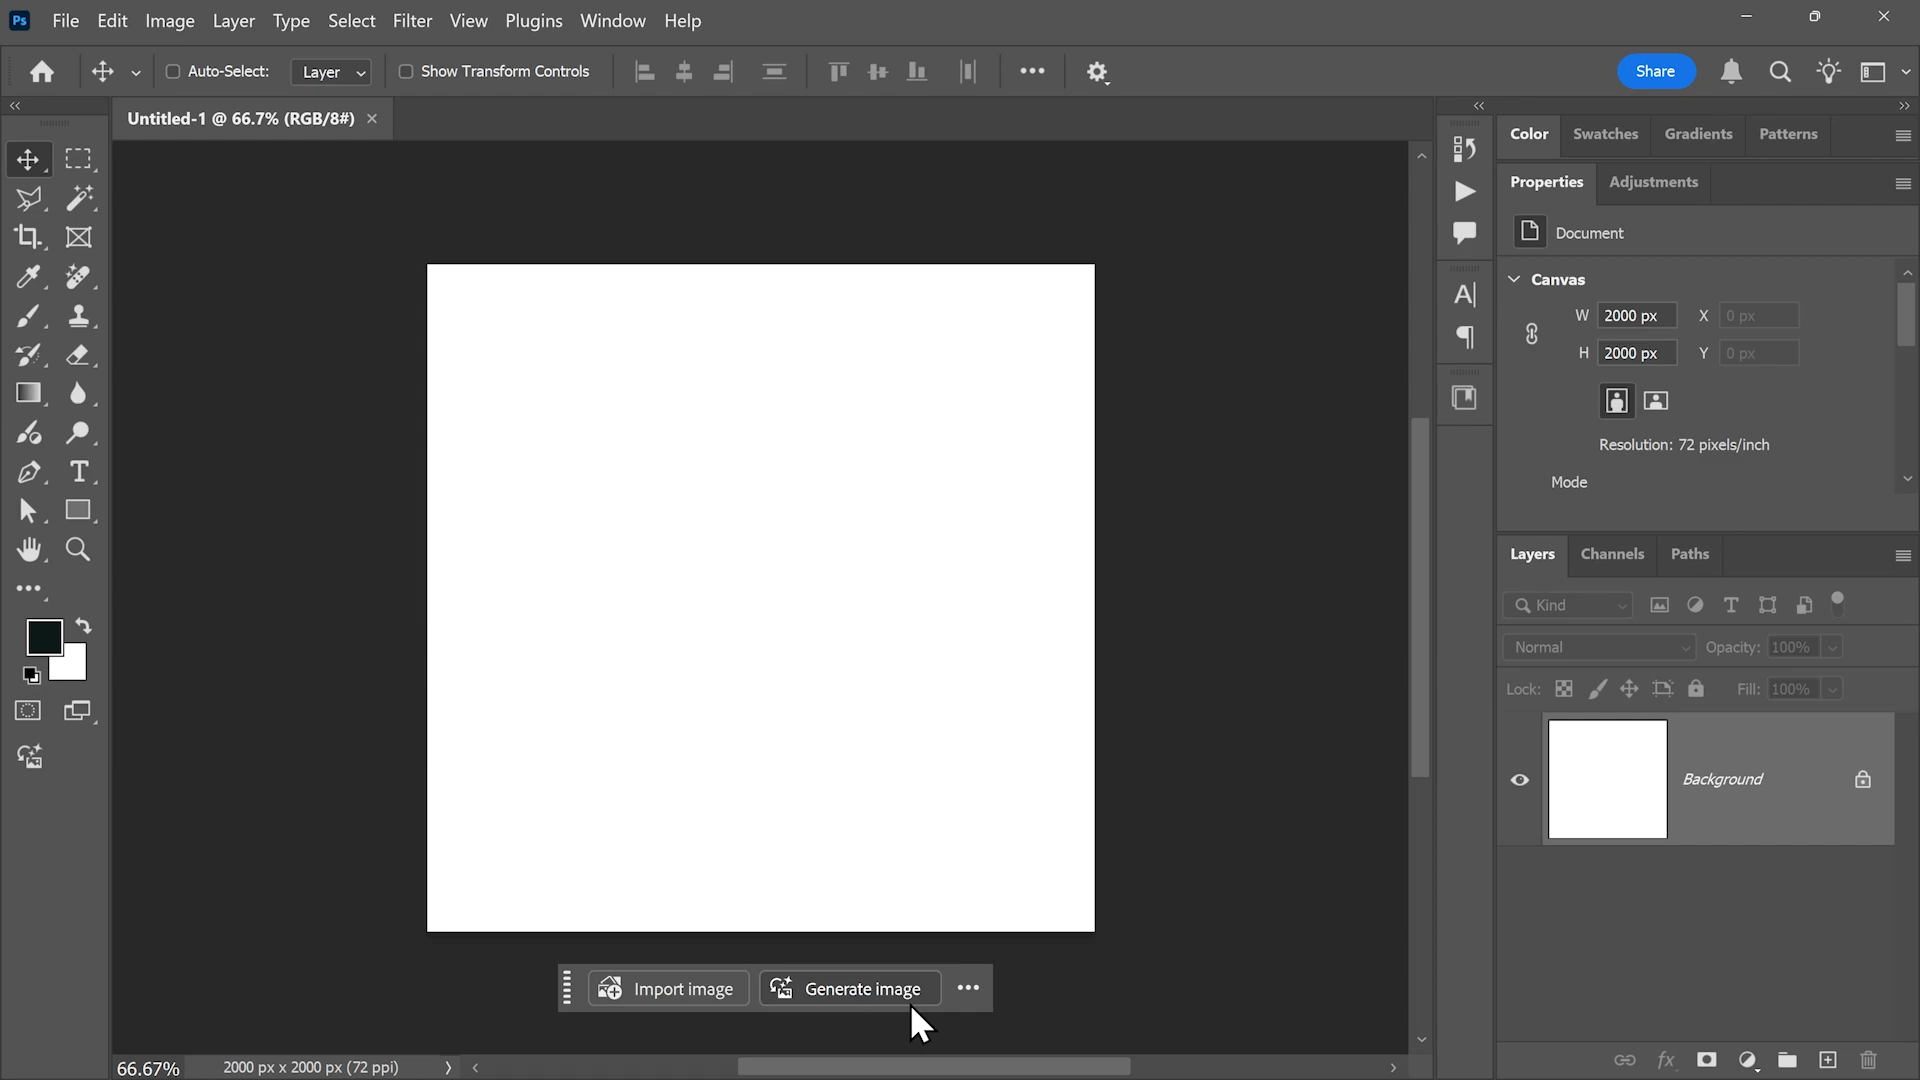 Ps File Edit Image Layer Type Select Filter View Plugins Window Help
Auto-Select: Layer Show Transform Controls Share
Untitled-1 @ 66.7% (RGB/8#)
Color Swatches Gradients Patterns
Properties Adjustments
Document
Canvas
W 2000 px X 0 px
H 2000 px Y 0 px
Resolution: 72 pixels/inch
Mode
Layers Channels Paths
Kind
Normal Opacity: 100%
Lock: Fill: 100%
Background
Import image Generate image
66.67% 2000 px x 2000 px (72 ppi)